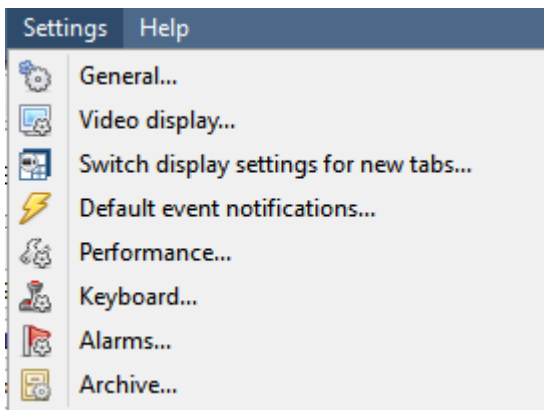 Settings Help
General...
Video display...
Switch display settings for new tabs...
Default event notifications...
Performance...
Keyboard...
Alarms...
Archive...